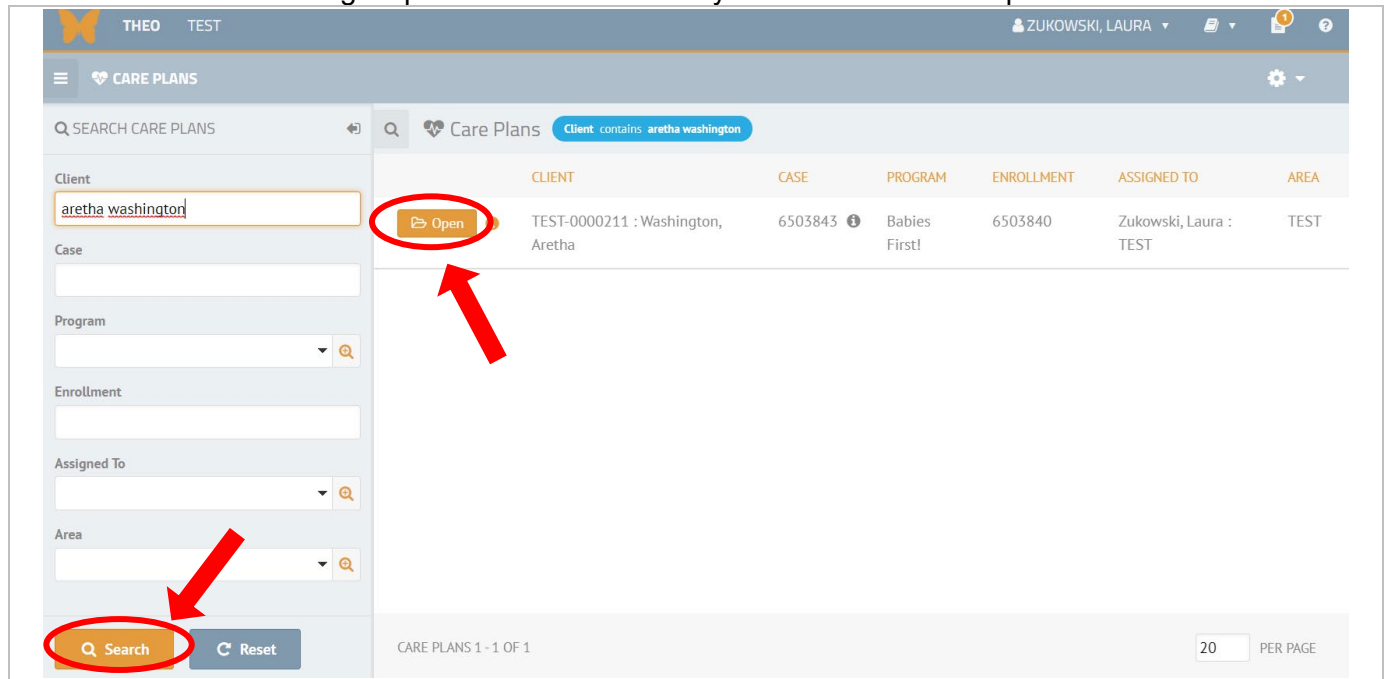 THEO TEST ZUKOWSKI, LAURA 1
CARE PLANS
SEARCH CARE PLANS
Care Plans Client contains aretha washington
Client
aretha washington
Case
Program
Enrollment
Assigned To
Area
Search Reset
CLIENT CASE PROGRAM ENROLLMENT ASSIGNED TO AREA
Open TEST-0000211 : Washington, 6503843 Babies 6503840 Zukowski, Laura : TEST
Aretha First! TEST
CARE PLANS 1 - 1 OF 1 20 PER PAGE